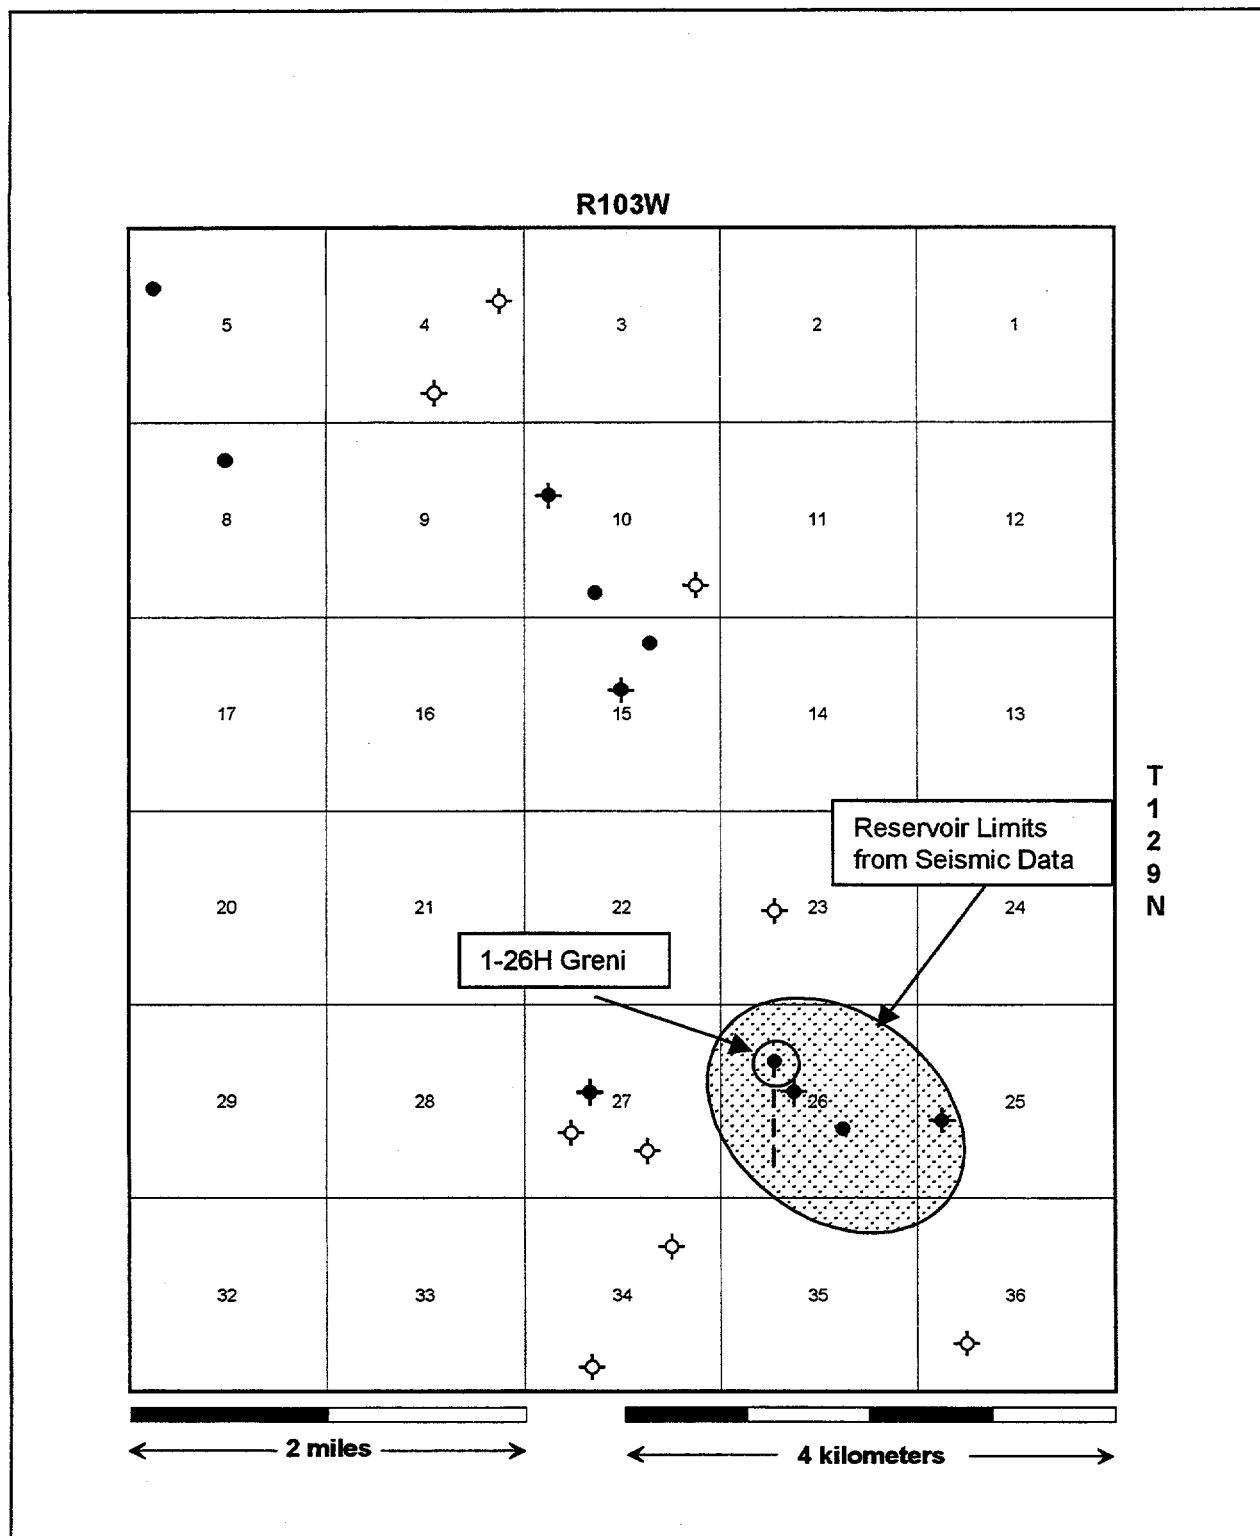 R103W
5 4 3 2 1
8 9 10 11 12
17 16 15 14 13
T
1
2
9
N
Reservoir Limits
from Seismic Data
20 21 22 23 24
1-26H Greni
29 28 27 26 25
32 33 34 35 36
2 miles
4 kilometers